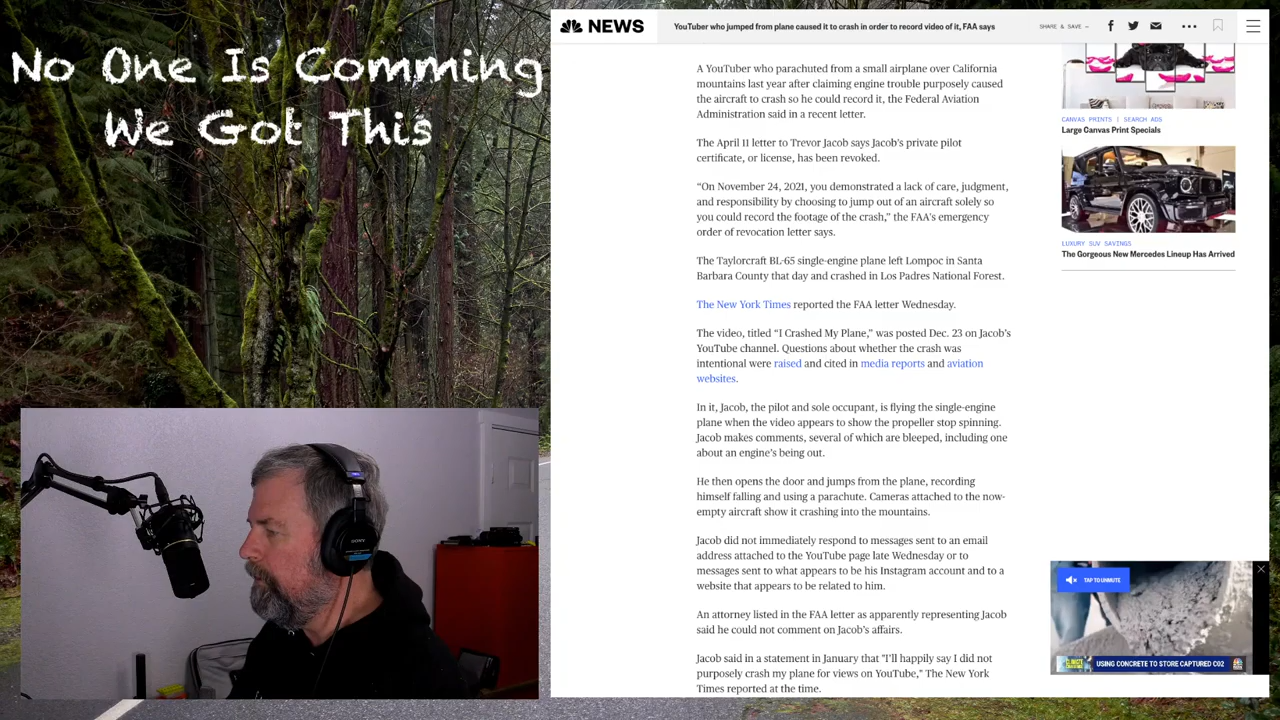 No One Is Comming
We Got This
NEWS
YouTuber who jumped from plane caused it to crash in order to record video of it, FAA says
SHARE & SAVE —
A YouTuber who parachuted from a small airplane over California
mountains last year after claiming engine trouble purposely caused
the aircraft to crash so he could record it, the Federal Aviation
Administration said in a recent letter.
The April 11 letter to Trevor Jacob says Jacob's private pilot
certificate, or license, has been revoked.
“On November 24, 2021, you demonstrated a lack of care, judgment,
and responsibility by choosing to jump out of an aircraft solely so
you could record the footage of the crash,” the FAA's emergency
order of revocation letter says.
The Taylorcraft BL-65 single-engine plane left Lompoc in Santa
Barbara County that day and crashed in Los Padres National Forest.
The New York Times reported the FAA letter Wednesday.
The video, titled “I Crashed My Plane,” was posted Dec. 23 on Jacob's
YouTube channel. Questions about whether the crash was
intentional were raised and cited in media reports and aviation
websites.
In it, Jacob, the pilot and sole occupant, is flying the single-engine
plane when the video appears to show the propeller stop spinning.
Jacob makes comments, several of which are bleeped, including one
about an engine's being out.
He then opens the door and jumps from the plane, recording
himself falling and using a parachute. Cameras attached to the now-
empty aircraft show it crashing into the mountains.
Jacob did not immediately respond to messages sent to an email
address attached to the YouTube page late Wednesday or to
messages sent to what appears to be his Instagram account and to a
website that appears to be related to him.
An attorney listed in the FAA letter as apparently representing Jacob
said he could not comment on Jacob's affairs.
Jacob said in a statement in January that "I'll happily say I did not
purposely crash my plane for views on YouTube," The New York
Times reported at the time.
CANVAS PRINTS | SEARCH ADS
Large Canvas Print Specials
LUXURY SUV SAVINGS
The Gorgeous New Mercedes Lineup Has Arrived
TAP TO UNMUTE
USING CONCRETE TO STORE CAPTURED CO2
SONY